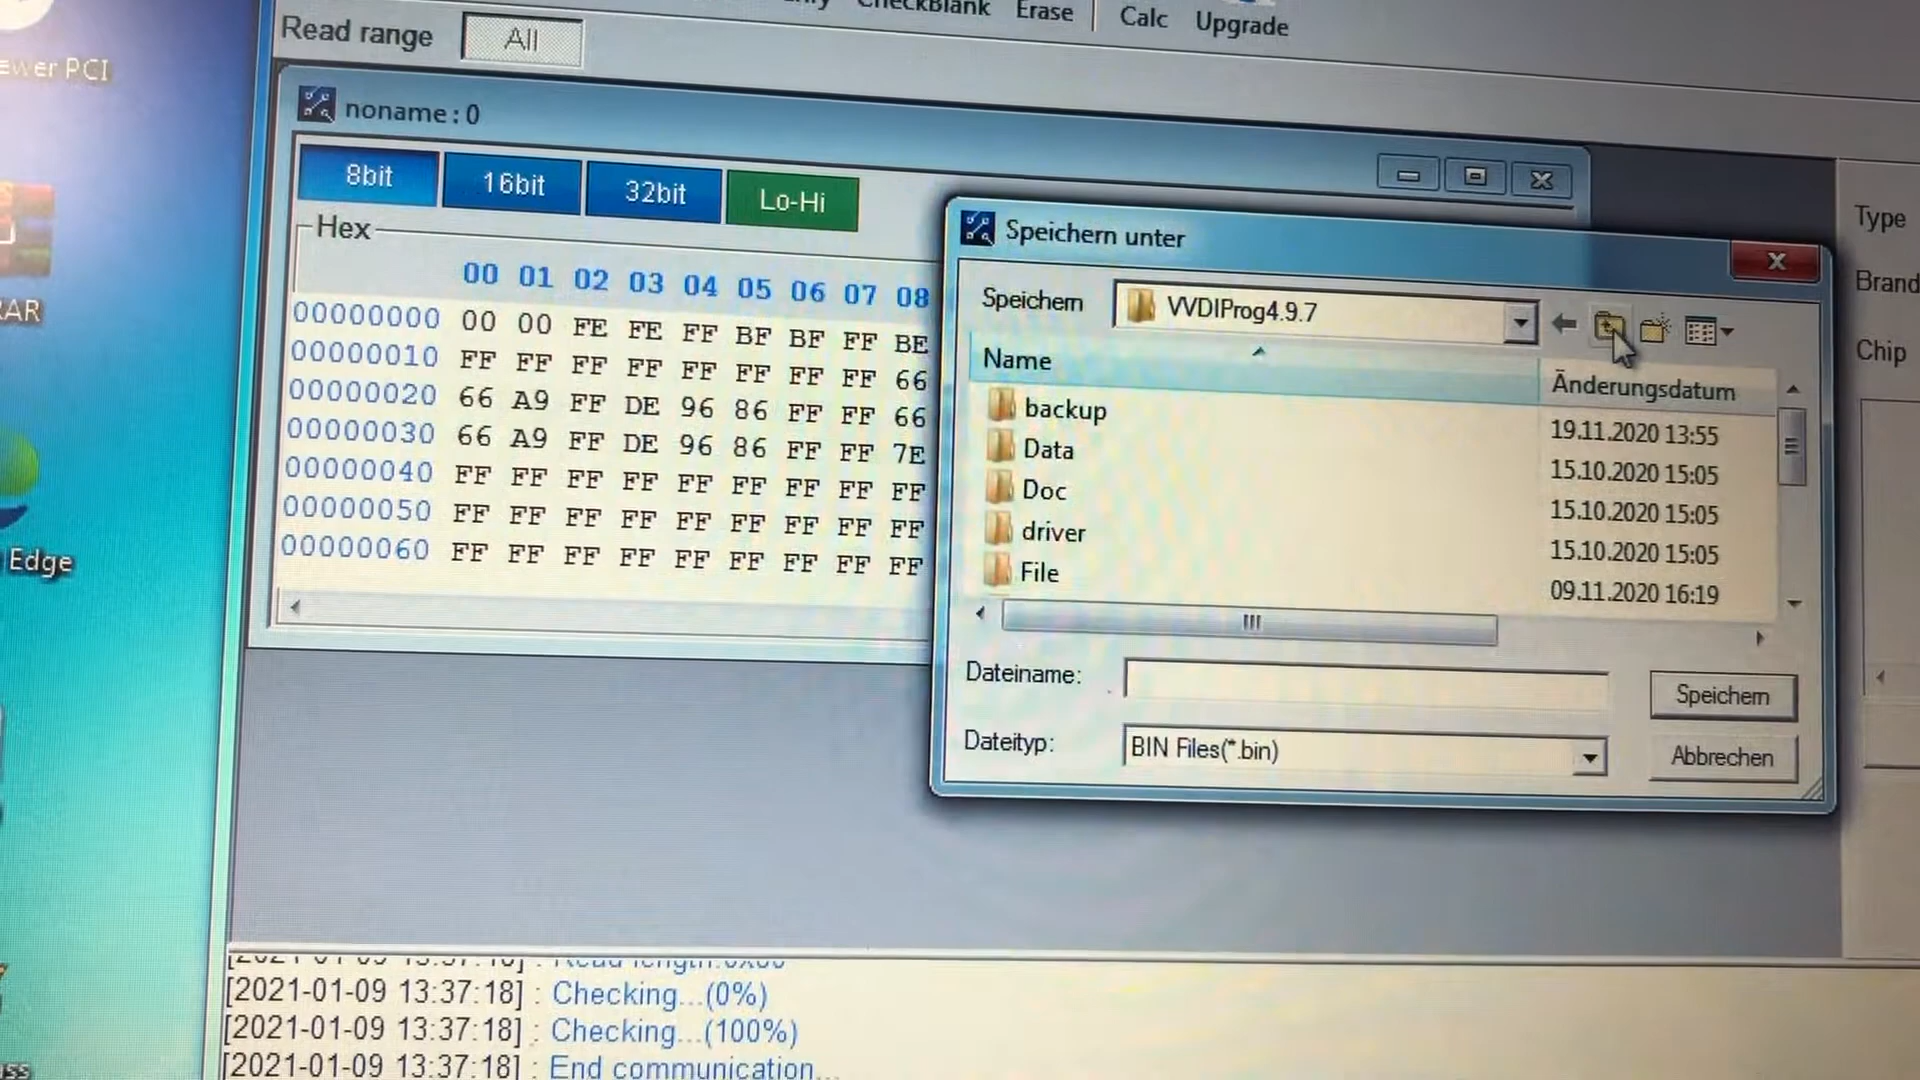 CheckBlank Erase Calc Upgrade
Read range All
ewer PCI
noname : 0
8bit 16bit 32bit Lo-Hi
Hex
00 01 02 03 04 05 06 07 08
00000000 00 00 FE FE FF BF BF FF BE
00000010 FF FF FF FF FF FF FF FF 66
00000020 66 A9 FF DE 96 86 FF FF 66
00000030 66 A9 FF DE 96 86 FF FF 7E
00000040 FF FF FF FF FF FF FF FF FF
00000050 FF FF FF FF FF FF FF FF FF
00000060 FF FF FF FF FF FF FF FF FF
Speichern unter
Speichern VVDIProg4.9.7
Name Änderungsdatum
backup 19.11.2020 13:55
Data 15.10.2020 15:05
Doc 15.10.2020 15:05
driver 15.10.2020 15:05
File 09.11.2020 16:19
Dateiname: Speichern
Dateityp: BIN Files(*.bin) Abbrechen
Type
Brand
Chip
RAR
Edge
[2021-01-09 13:37:18] : Checking...(0%)
[2021-01-09 13:37:18] : Checking...(100%)
[2021-01-09 13:37:18] : End communication...